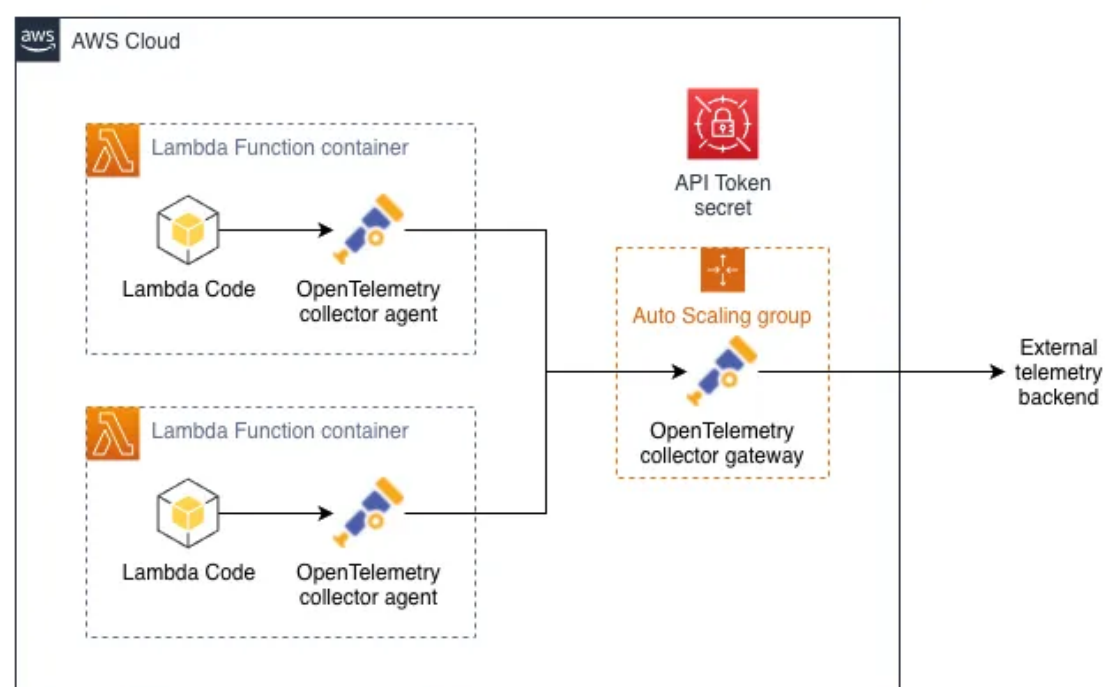 aws
AWS Cloud
Lambda Function container
Lambda Code
OpenTelemetry
collector agent
API Token
secret
Auto Scaling group
OpenTelemetry
collector gateway
External
telemetry
backend
Lambda Function container
Lambda Code
OpenTelemetry
collector agent